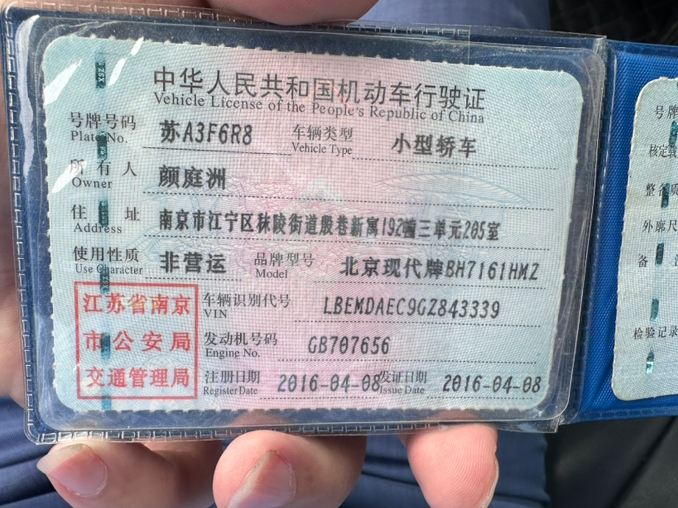 中华人民共和国机动车行驶证
Vehicle License of the People's Republic of China
号牌号码 苏A3F6R8 车辆类型 小型轿车
Plate No. Vehicle Type
所有人 颜庭洲
Owner
住址 南京市江宁区秣陵街道殷巷新寓192幢三单元205室
Address
使用性质 非营运 品牌型号 北京现代牌BH7161HMZ
Use Character Model
江苏省南京
市公安局
交通管理局
车辆识别代号 LBEMDAEC9GZ843339
VIN
发动机号码 GB707656
Engine No.
注册日期 2016-04-08 发证日期 2016-04-08
Register Date Issue Date
号牌
核定载
整备质
外廓尺
备
检验记录